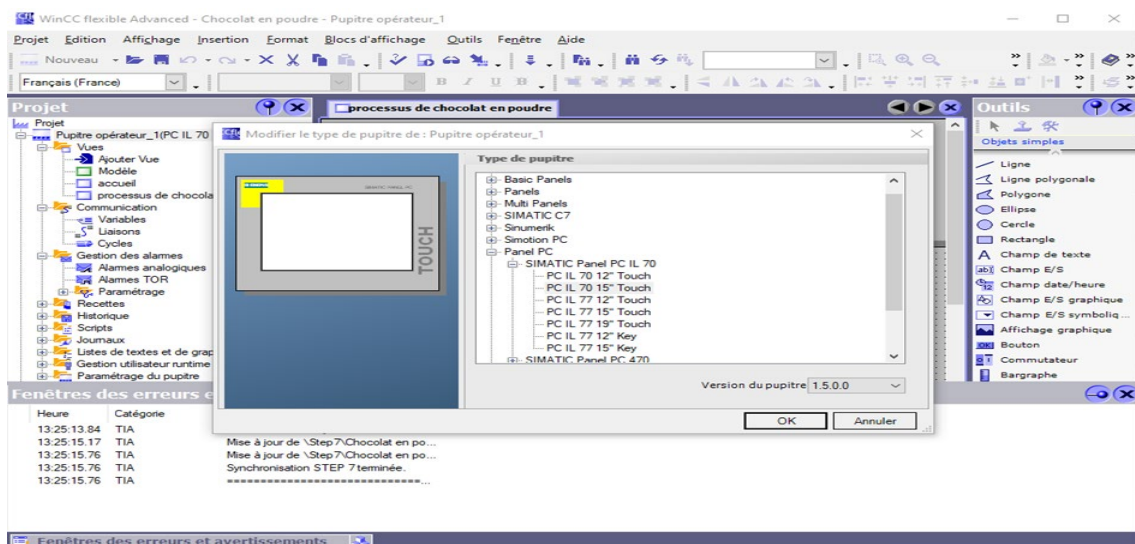 WinCC flexible Advanced - Chocolat en poudre - Pupitre opérateur_1
Projet Edition Affichage Insertion Format Blocs d'affichage Outils Fenêtre Aide
Nouveau
Français (France)
Projet
Projet
Pupitre opérateur_1(PC IL 70
Vues
Ajouter Vue
Modèle
accueil
processus de chocola
Communication
Variables
Liaisons
Cycles
Gestion des alarmes
Alarmes analogiques
Alarmes TOR
Paramétrage
Recettes
Historique
Scripts
Journaux
Listes de textes et de grap
Gestion utilisateur runtime
Paramétrage du pupitre
processus de chocolat en poudre
Modifier le type de pupitre de : Pupitre opérateur_1
SIMATIC PANEL PC
TOUCH
Type de pupitre
Basic Panels
Panels
Multi Panels
SIMATIC C7
Sinumerik
Simotion PC
Panel PC
SIMATIC Panel PC IL 70
PC IL 70 12" Touch
PC IL 70 15" Touch
PC IL 77 12" Touch
PC IL 77 15" Touch
PC IL 77 19" Touch
PC IL 77 12" Key
PC IL 77 15" Key
SIMATIC Panel PC 470
Version du pupitre 1.5.0.0
OK Annuler
Outils
Objets simples
Ligne
Ligne polygonale
Polygone
Ellipse
Cercle
Rectangle
Champ de texte
Champ E/S
Champ date/heure
Champ E/S graphique
Champ E/S symboliq...
Affichage graphique
Bouton
Commutateur
Bargraphe
Fenêtres des erreurs e
Heure Catégorie
13:25:13.84 TIA
13:25:15.17 TIA Mise à jour de \Step7\Chocolat en po...
13:25:15.76 TIA Mise à jour de \Step7\Chocolat en po...
13:25:15.76 TIA Synchronisation STEP 7 terminée.
13:25:15.76 TIA ==============================...
Fenêtres des erreurs et avertissements